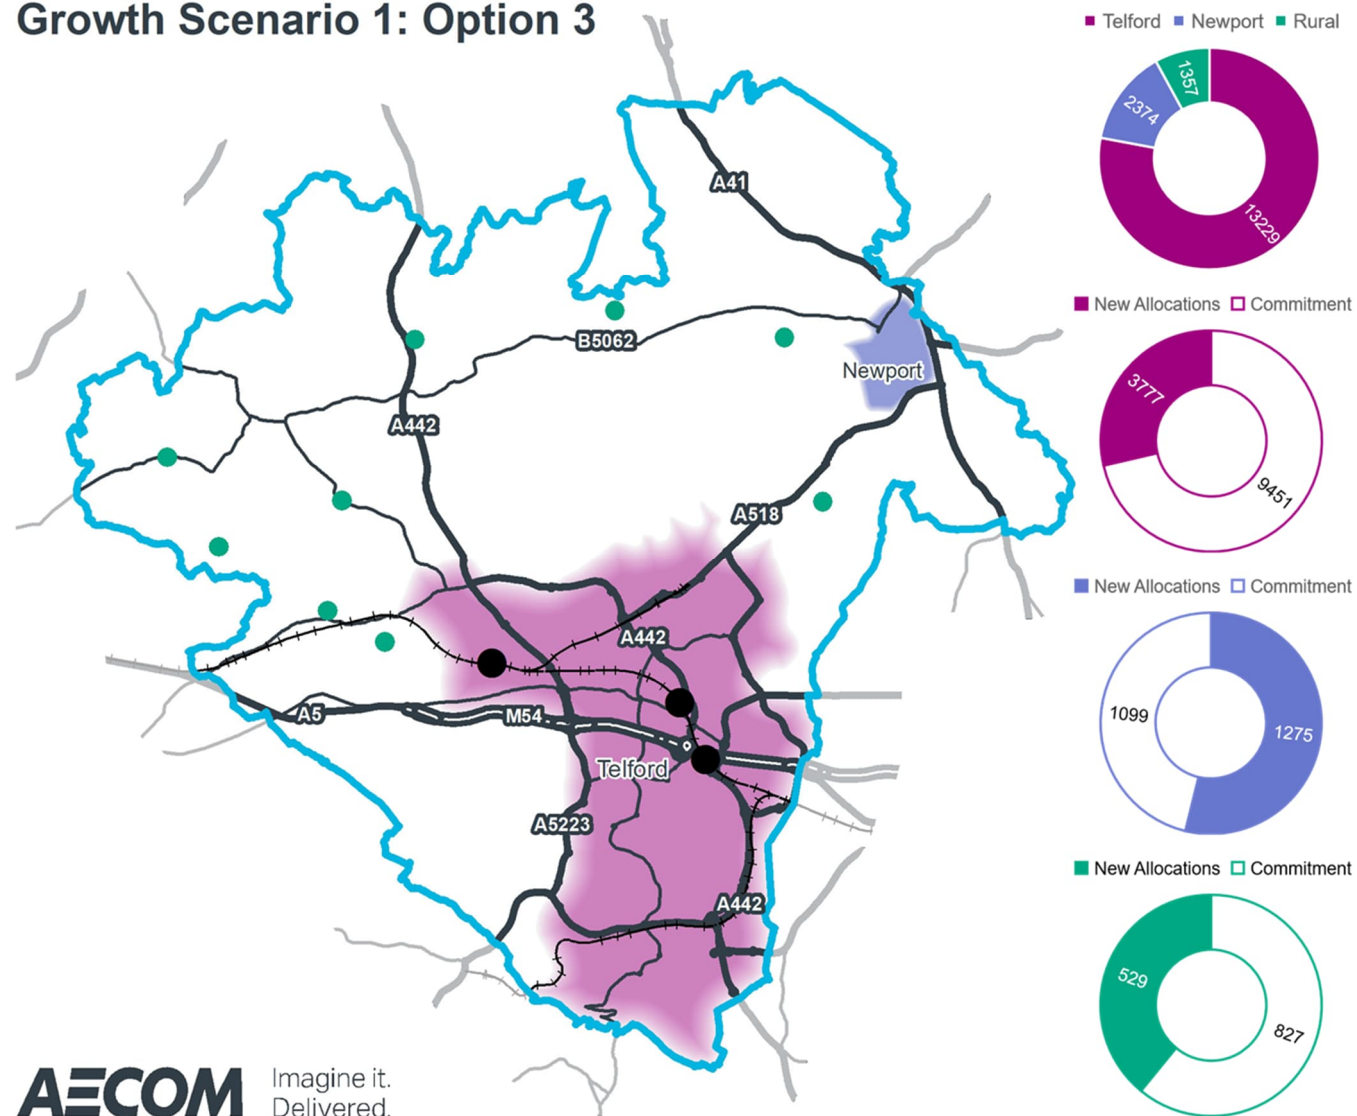 Growth Scenario 1: Option 3
Telford Newport Rural
1357
2374
13229
New Allocations Commitment
3777
9451
New Allocations Commitment
1099
1275
New Allocations Commitment
529
827
A41
B5062
Newport
A442
A518
A442
A5
M54
Telford
A5223
A442
AECOM
Imagine it.
Delivered.